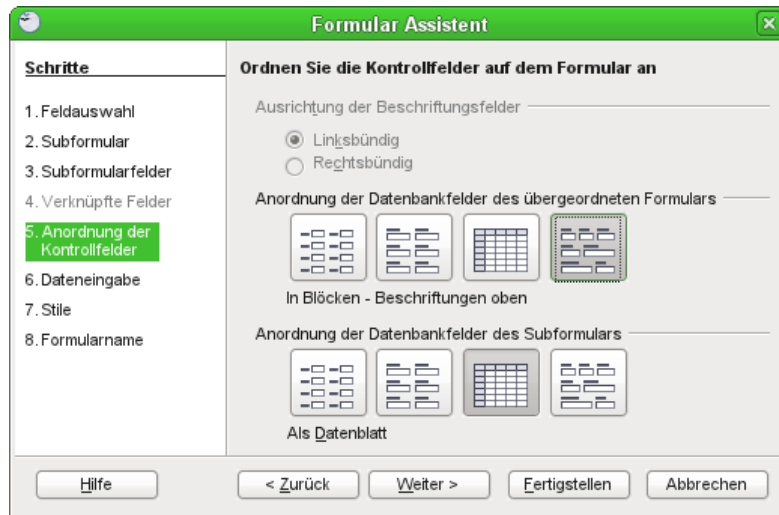 Formular Assistent
Schritte
1. Feldauswahl
2. Subformular
3. Subformularfelder
4. Verknüpfte Felder
5. Anordnung der
Kontrollfelder
6. Dateneingabe
7. Stile
8. Formularname
Ordnen Sie die Kontrollfelder auf dem Formular an
Ausrichtung der Beschriftungsfelder
Linksbündig
Rechtsbündig
Anordnung der Datenbankfelder des übergeordneten Formulars
In Blöcken - Beschriftungen oben
Anordnung der Datenbankfelder des Subformulars
Als Datenblatt
Hilfe
< Zurück
Weiter >
Fertigstellen
Abbrechen